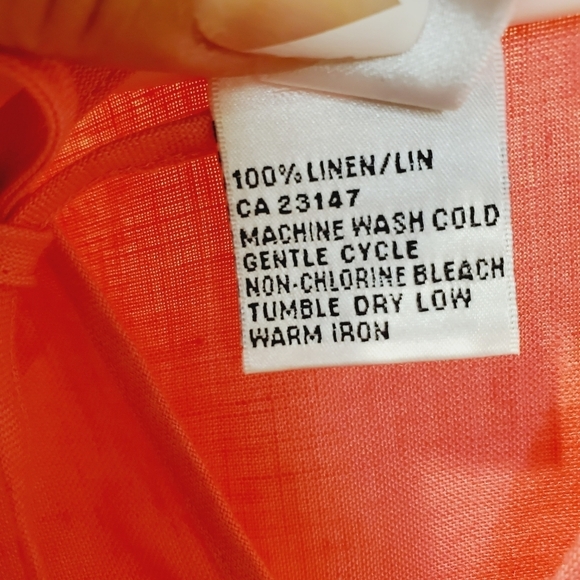 100% LINEN/LIN
CA 23147
MACHINE WASH COLD
GENTLE CYCLE
NON-CHLORINE BLEACH
TUMBLE DRY LOW
WARM IRON